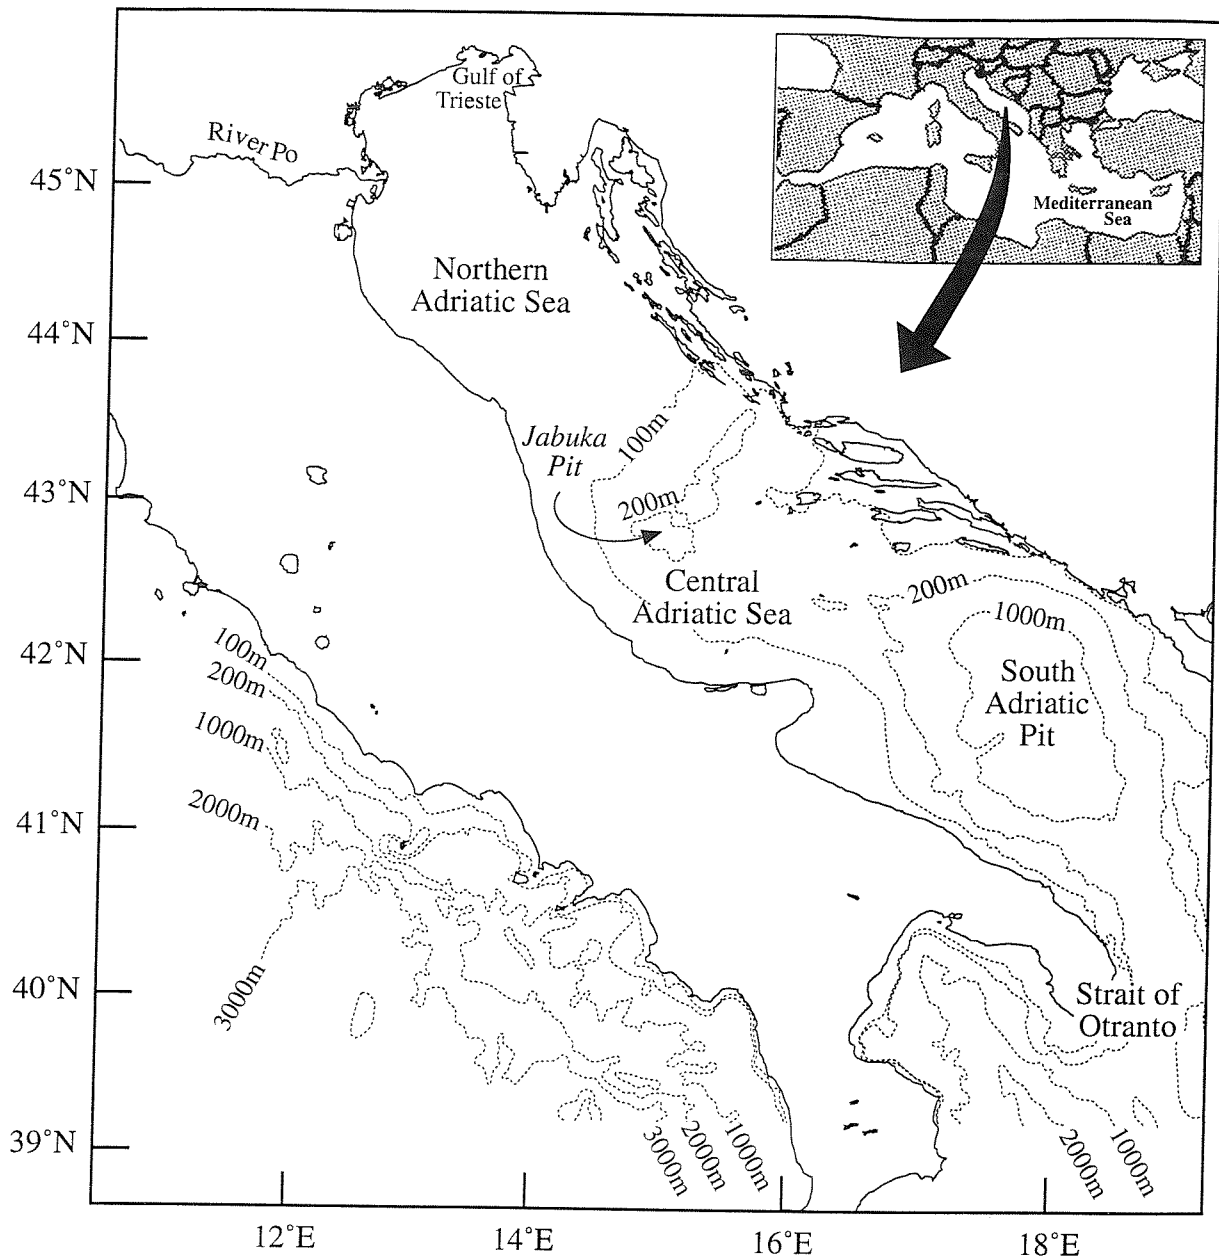 Gulf of
Trieste
River Po
45°N
Mediterranean
Sea
Northern
Adriatic Sea
44°N
100m
Jabuka
Pit
43°N
200m
Central
Adriatic Sea
200m
1000m
42°N
100m
200m
1000m
2000m
South
Adriatic
Pit
41°N
3000m
40°N
Strait of
Otranto
39°N
3000m
2000m
1000m
2000m
1000m
12°E
14°E
16°E
18°E